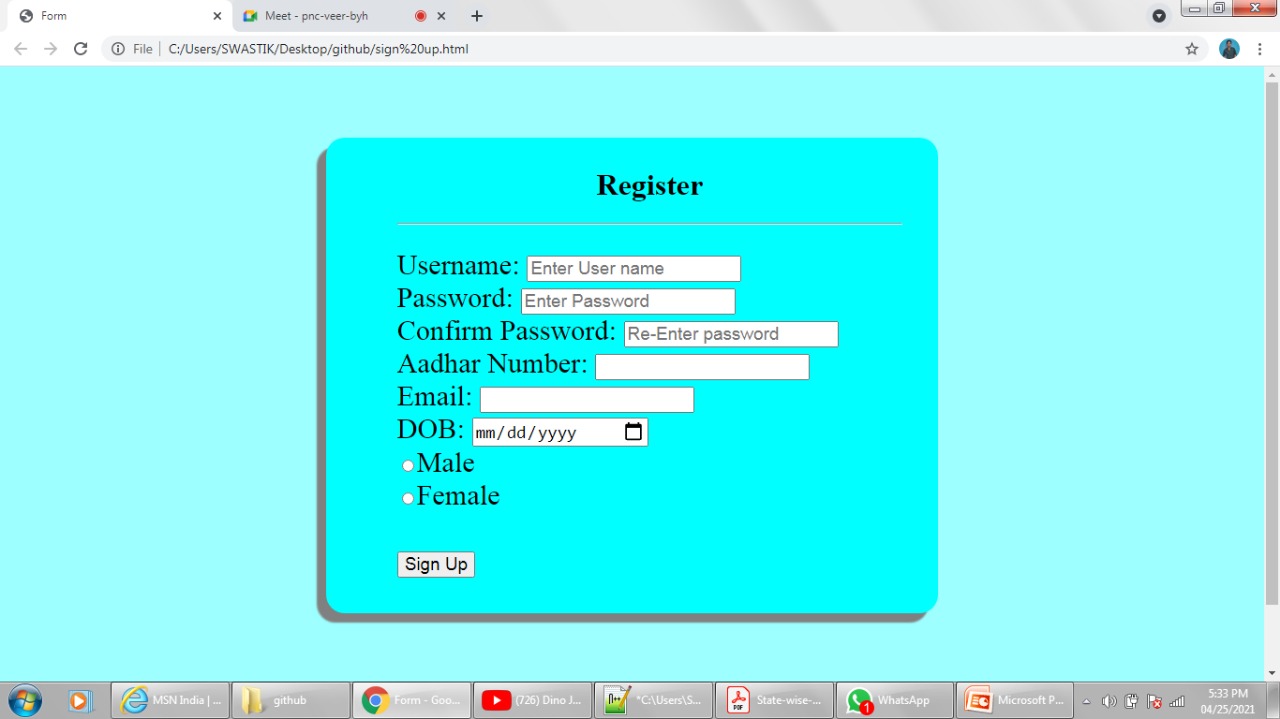 Form
Meet - pnc-veer-byh
File
C:/Users/SWASTIK/Desktop/github/sign%20up.html
Register
Username: Enter User name
Password: Enter Password
Confirm Password: Re-Enter password
Aadhar Number:
Email:
DOB: mm/dd/yyyy
Male
Female
Sign Up
MSN India | ...
github
Form - Goo...
(726) Dino J...
*C:\Users\S...
State-wise-...
1
WhatsApp
Microsoft P...
5:33 PM
04/25/2021